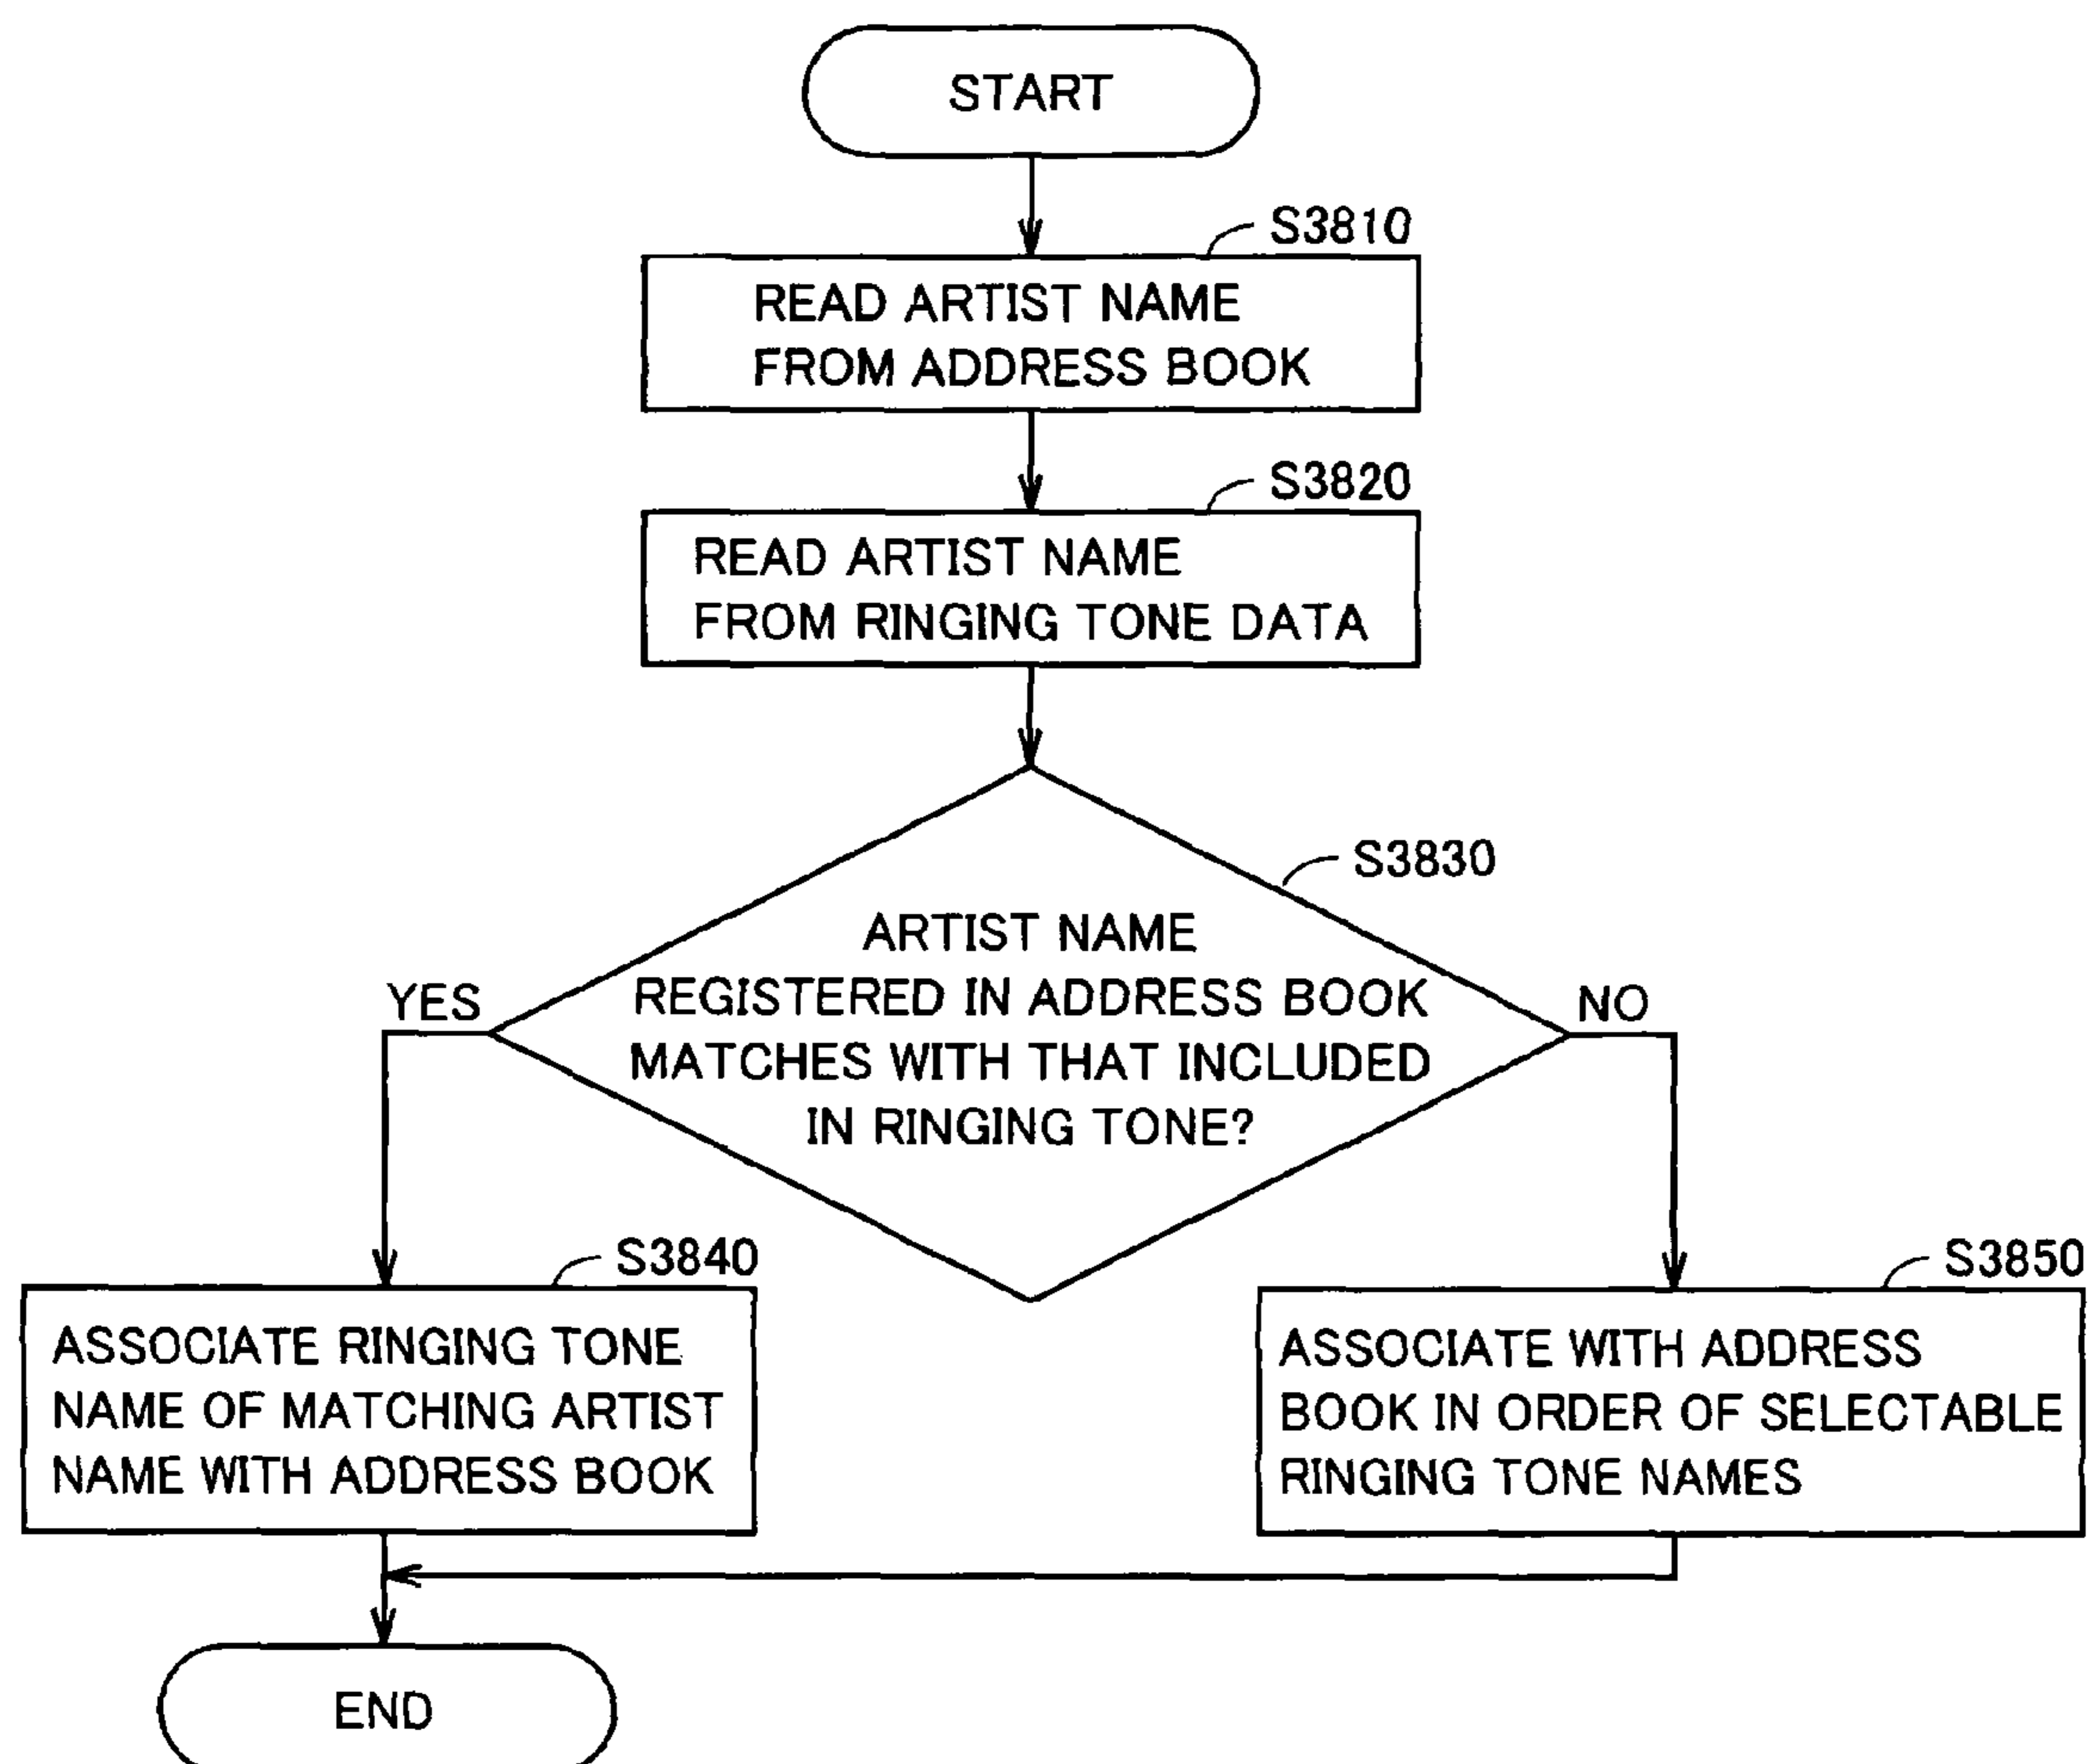 START
S3810
READ ARTIST NAME
FROM ADDRESS BOOK
S3820
READ ARTIST NAME
FROM RINGING TONE DATA
S3830
ARTIST NAME
REGISTERED IN ADDRESS BOOK
MATCHES WITH THAT INCLUDED
IN RINGING TONE?
YES
NO
S3840
ASSOCIATE RINGING TONE
NAME OF MATCHING ARTIST
NAME WITH ADDRESS BOOK
S3850
ASSOCIATE WITH ADDRESS
BOOK IN ORDER OF SELECTABLE
RINGING TONE NAMES
END